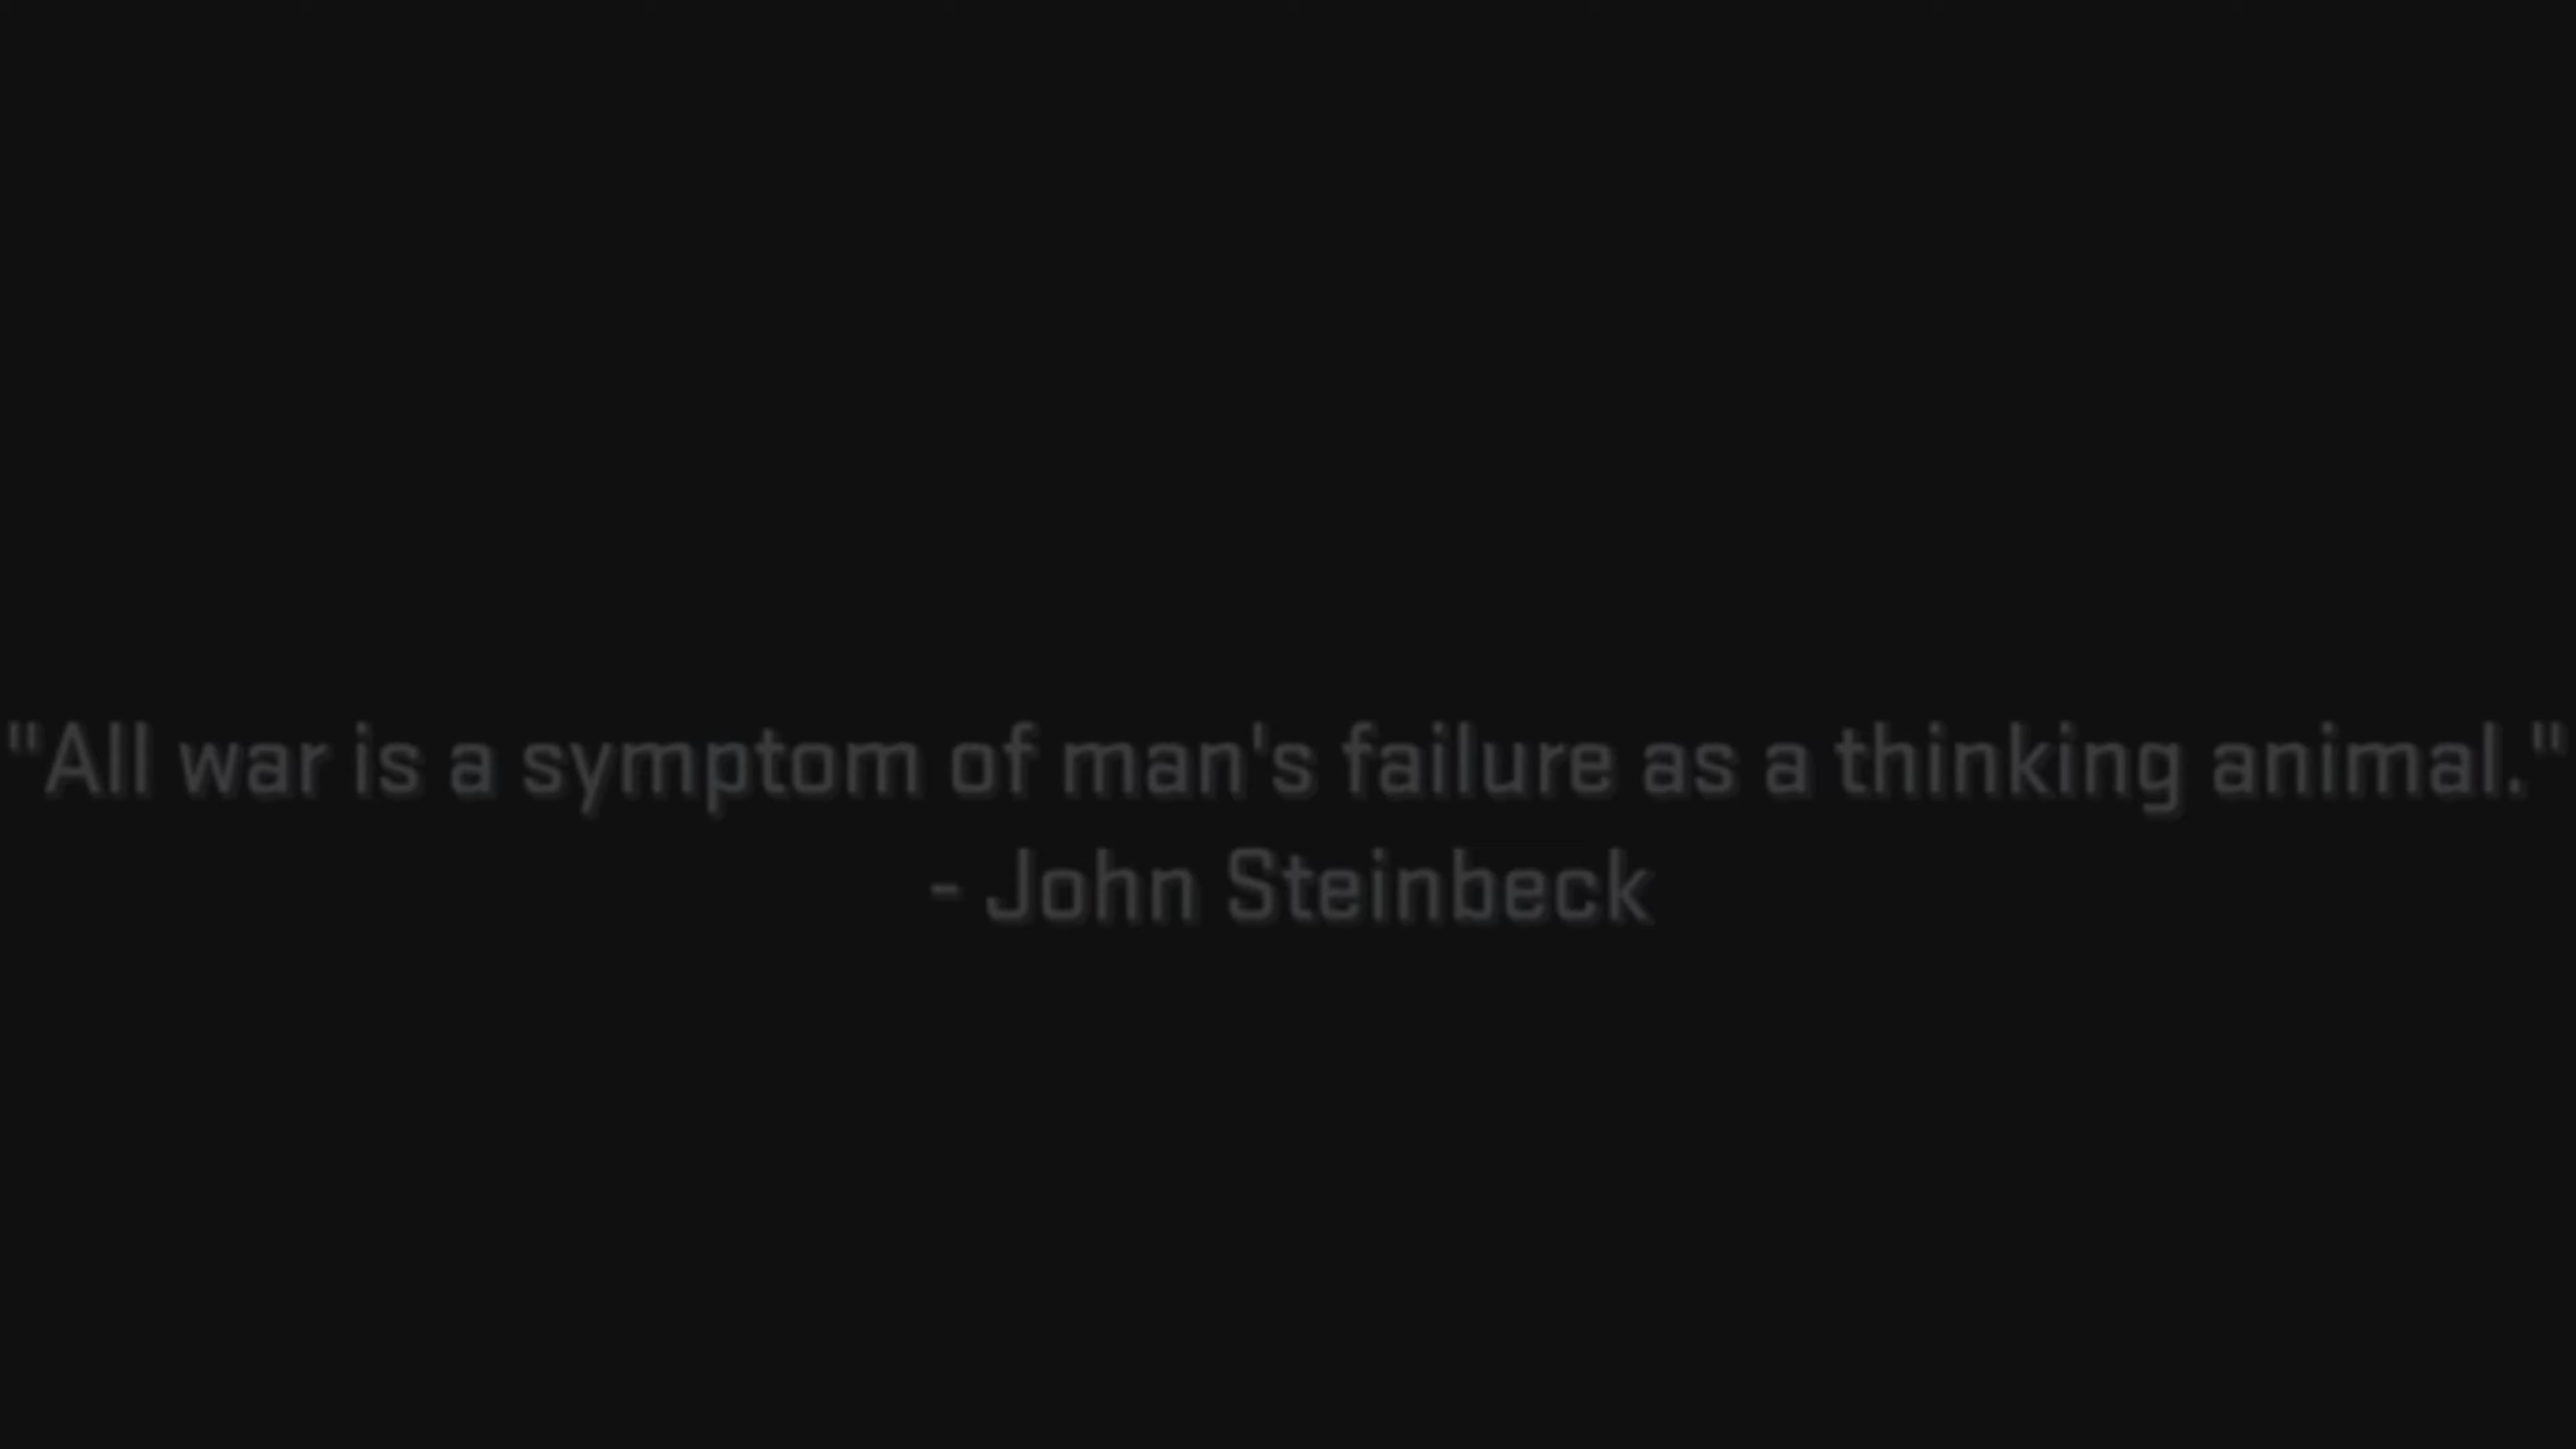 "All war is a symptom of man's failure as a thinking animal."
- John Steinbeck